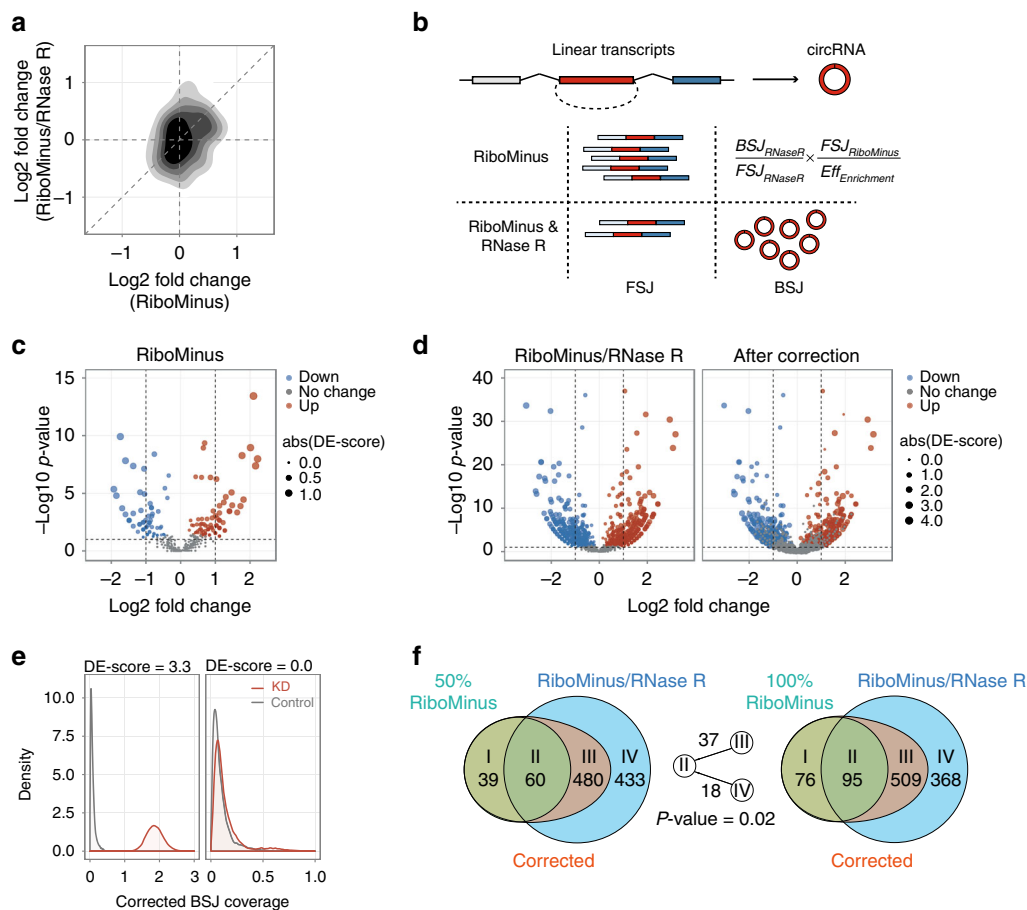 a
Log2 fold change
(RiboMinus/RNase R)
1
0
−1
−1
0
1
Log2 fold change
(RiboMinus)
b
Linear transcripts
circRNA
RiboMinus
BSJ_RNaseR / FSJ_RNaseR × FSJ_RiboMinus / Eff_Enrichment
RiboMinus &
RNase R
FSJ
BSJ
c
RiboMinus
−Log10 p-value
15
10
5
0
−2
−1
0
1
2
Log2 fold change
Down
No change
Up
abs(DE-score)
0.0
0.5
1.0
d
RiboMinus/RNase R
After correction
−Log10 p-value
40
30
20
10
0
−2
0
2
−2
0
2
Log2 fold change
Down
No change
Up
abs(DE-score)
0.0
1.0
2.0
3.0
4.0
e
DE-score = 3.3
DE-score = 0.0
KD
Control
Density
10.0
7.5
5.0
2.5
0.0
0
1
2
3
0
0.5
1.0
Corrected BSJ coverage
f
50%
RiboMinus
RiboMinus/RNase R
I
II
III
IV
39
60
480
433
Corrected
37
III
II
18
IV
P-value = 0.02
100%
RiboMinus
RiboMinus/RNase R
I
II
III
IV
76
95
509
368
Corrected